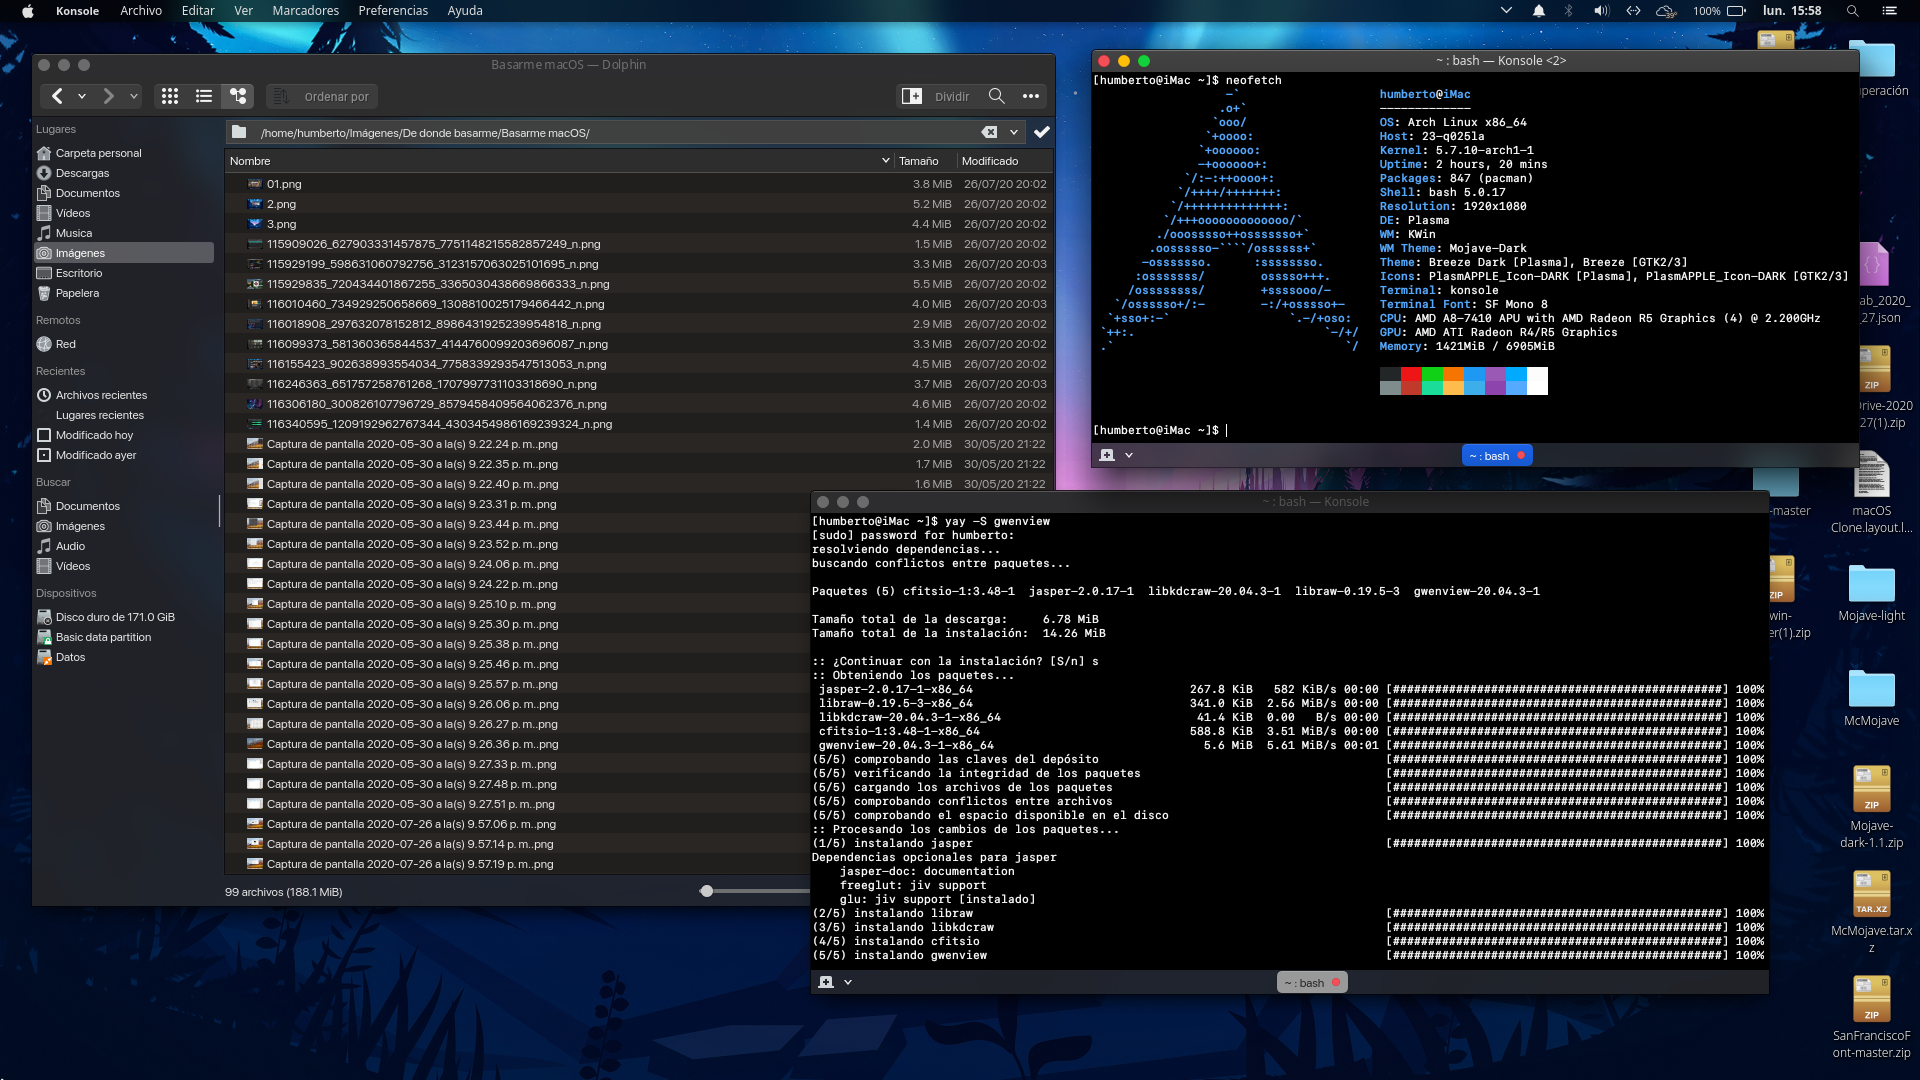 Konsole Archivo Editar Ver Marcadores Preferencias Ayuda
39° 100% lun. 15:58
Basarme macOS — Dolphin
Ordenar por
Dividir
Lugares
Carpeta personal
Descargas
Documentos
Vídeos
Musica
Imágenes
Escritorio
Papelera
Remotos
Red
Recientes
Archivos recientes
Lugares recientes
Modificado hoy
Modificado ayer
Buscar
Documentos
Imágenes
Audio
Vídeos
Dispositivos
Disco duro de 171.0 GiB
Basic data partition
Datos
/home/humberto/Imágenes/De donde basarme/Basarme macOS/
Nombre Tamaño Modificado
01.png 3.8 MiB 26/07/20 20:02
2.png 5.2 MiB 26/07/20 20:02
3.png 4.4 MiB 26/07/20 20:02
115909026_627903331457875_7751148215582857249_n.png 1.5 MiB 26/07/20 20:02
115929199_598631060792756_3123157063025101695_n.png 3.3 MiB 26/07/20 20:03
115929835_720434401867255_3365030438669866333_n.png 5.5 MiB 26/07/20 20:02
116010460_734929250658669_1308810025179466442_n.png 4.0 MiB 26/07/20 20:03
116018908_297632078152812_8986431925239954818_n.png 2.9 MiB 26/07/20 20:02
116099373_581360365844537_4144760099203696087_n.png 3.3 MiB 26/07/20 20:02
116155423_902638993554034_7758339293547513053_n.png 4.5 MiB 26/07/20 20:02
116246363_651757258761268_1707997731103318690_n.png 3.7 MiB 26/07/20 20:03
116306180_300826107796729_8579458409564062376_n.png 4.6 MiB 26/07/20 20:02
116340595_1209192962767344_4303454986169239324_n.png 1.4 MiB 26/07/20 20:02
Captura de pantalla 2020-05-30 a la(s) 9.22.24 p. m..png 2.0 MiB 30/05/20 21:22
Captura de pantalla 2020-05-30 a la(s) 9.22.35 p. m..png 1.7 MiB 30/05/20 21:22
Captura de pantalla 2020-05-30 a la(s) 9.22.40 p. m..png 1.6 MiB 30/05/20 21:22
Captura de pantalla 2020-05-30 a la(s) 9.23.31 p. m..png
Captura de pantalla 2020-05-30 a la(s) 9.23.44 p. m..png
Captura de pantalla 2020-05-30 a la(s) 9.23.52 p. m..png
Captura de pantalla 2020-05-30 a la(s) 9.24.06 p. m..png
Captura de pantalla 2020-05-30 a la(s) 9.24.22 p. m..png
Captura de pantalla 2020-05-30 a la(s) 9.25.10 p. m..png
Captura de pantalla 2020-05-30 a la(s) 9.25.30 p. m..png
Captura de pantalla 2020-05-30 a la(s) 9.25.38 p. m..png
Captura de pantalla 2020-05-30 a la(s) 9.25.46 p. m..png
Captura de pantalla 2020-05-30 a la(s) 9.25.57 p. m..png
Captura de pantalla 2020-05-30 a la(s) 9.26.06 p. m..png
Captura de pantalla 2020-05-30 a la(s) 9.26.27 p. m..png
Captura de pantalla 2020-05-30 a la(s) 9.26.36 p. m..png
Captura de pantalla 2020-05-30 a la(s) 9.27.33 p. m..png
Captura de pantalla 2020-05-30 a la(s) 9.27.48 p. m..png
Captura de pantalla 2020-05-30 a la(s) 9.27.51 p. m..png
Captura de pantalla 2020-07-26 a la(s) 9.57.06 p. m..png
Captura de pantalla 2020-07-26 a la(s) 9.57.14 p. m..png
Captura de pantalla 2020-07-26 a la(s) 9.57.19 p. m..png
99 archivos (188.1 MiB)
~ : bash — Konsole <2>
[humberto@iMac ~]$ neofetch
humberto@iMac
-------------
OS: Arch Linux x86_64
Host: 23-q025la
Kernel: 5.7.10-arch1-1
Uptime: 2 hours, 20 mins
Packages: 847 (pacman)
Shell: bash 5.0.17
Resolution: 1920x1080
DE: Plasma
WM: KWin
WM Theme: Mojave-Dark
Theme: Breeze Dark [Plasma], Breeze [GTK2/3]
Icons: PlasmAPPLE_Icon-DARK [Plasma], PlasmAPPLE_Icon-DARK [GTK2/3]
Terminal: konsole
Terminal Font: SF Mono 8
CPU: AMD A8-7410 APU with AMD Radeon R5 Graphics (4) @ 2.200GHz
GPU: AMD ATI Radeon R4/R5 Graphics
Memory: 1421MiB / 6905MiB
[humberto@iMac ~]$
~ : bash
~ : bash — Konsole
[humberto@iMac ~]$ yay -S gwenview
[sudo] password for humberto:
resolviendo dependencias...
buscando conflictos entre paquetes...
Paquetes (5) cfitsio-1:3.48-1 jasper-2.0.17-1 libkdcraw-20.04.3-1 libraw-0.19.5-3 gwenview-20.04.3-1
Tamaño total de la descarga: 6.78 MiB
Tamaño total de la instalación: 14.26 MiB
:: ¿Continuar con la instalación? [S/n] s
:: Obteniendo los paquetes...
jasper-2.0.17-1-x86_64 267.8 KiB 582 KiB/s 00:00 [###############################################] 100%
libraw-0.19.5-3-x86_64 341.0 KiB 2.56 MiB/s 00:00 [###############################################] 100%
libkdcraw-20.04.3-1-x86_64 41.4 KiB 0.00 B/s 00:00 [###############################################] 100%
cfitsio-1:3.48-1-x86_64 588.8 KiB 3.51 MiB/s 00:00 [###############################################] 100%
gwenview-20.04.3-1-x86_64 5.6 MiB 5.61 MiB/s 00:01 [###############################################] 100%
(5/5) comprobando las claves del depósito [###############################################] 100%
(5/5) verificando la integridad de los paquetes [###############################################] 100%
(5/5) cargando los archivos de los paquetes [###############################################] 100%
(5/5) comprobando conflictos entre archivos [###############################################] 100%
(5/5) comprobando el espacio disponible en el disco [###############################################] 100%
:: Procesando los cambios de los paquetes...
(1/5) instalando jasper [###############################################] 100%
Dependencias opcionales para jasper
jasper-doc: documentation
freeglut: jiv support
glu: jiv support [instalado]
(2/5) instalando libraw [###############################################] 100%
(3/5) instalando libkdcraw [###############################################] 100%
(4/5) instalando cfitsio [###############################################] 100%
(5/5) instalando gwenview [###############################################] 100%
~ : bash
uperación
ab_2020_
_27.json
ZIP
Drive-2020
27(1).zip
-master
macOS
Clone.layout.l...
win-
er(1).zip
Mojave-light
McMojave
ZIP
Mojave-
dark-1.1.zip
TAR.XZ
McMojave.tar.x
z
ZIP
SanFranciscoF
ont-master.zip